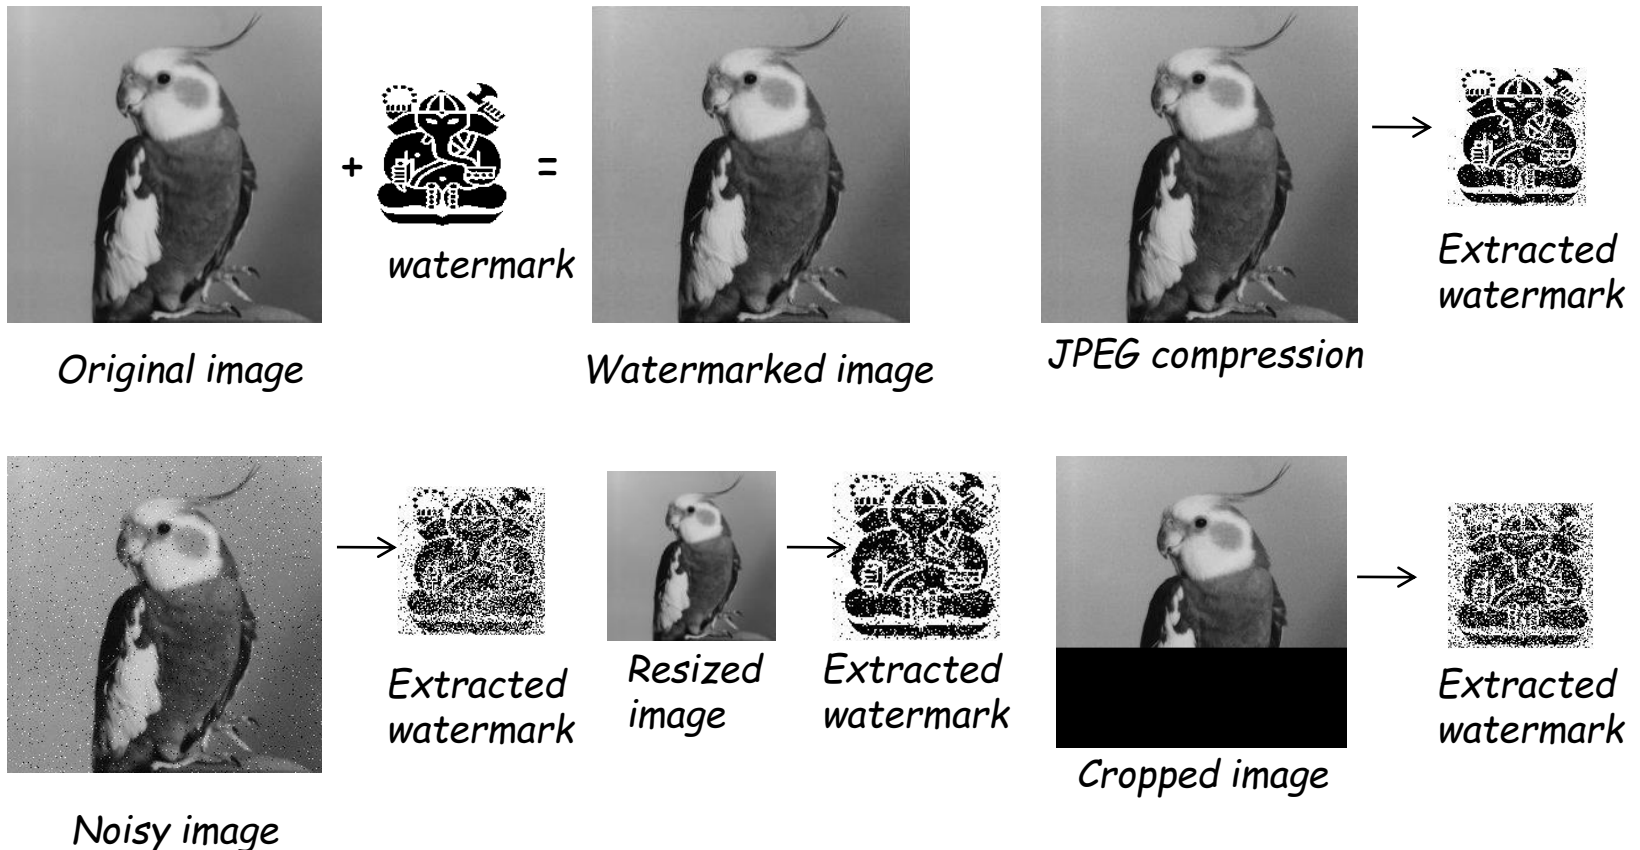 +
=
watermark
Original image
Watermarked image
JPEG compression
Extracted
watermark
Noisy image
Extracted
watermark
Resized
image
Extracted
watermark
Cropped image
Extracted
watermark